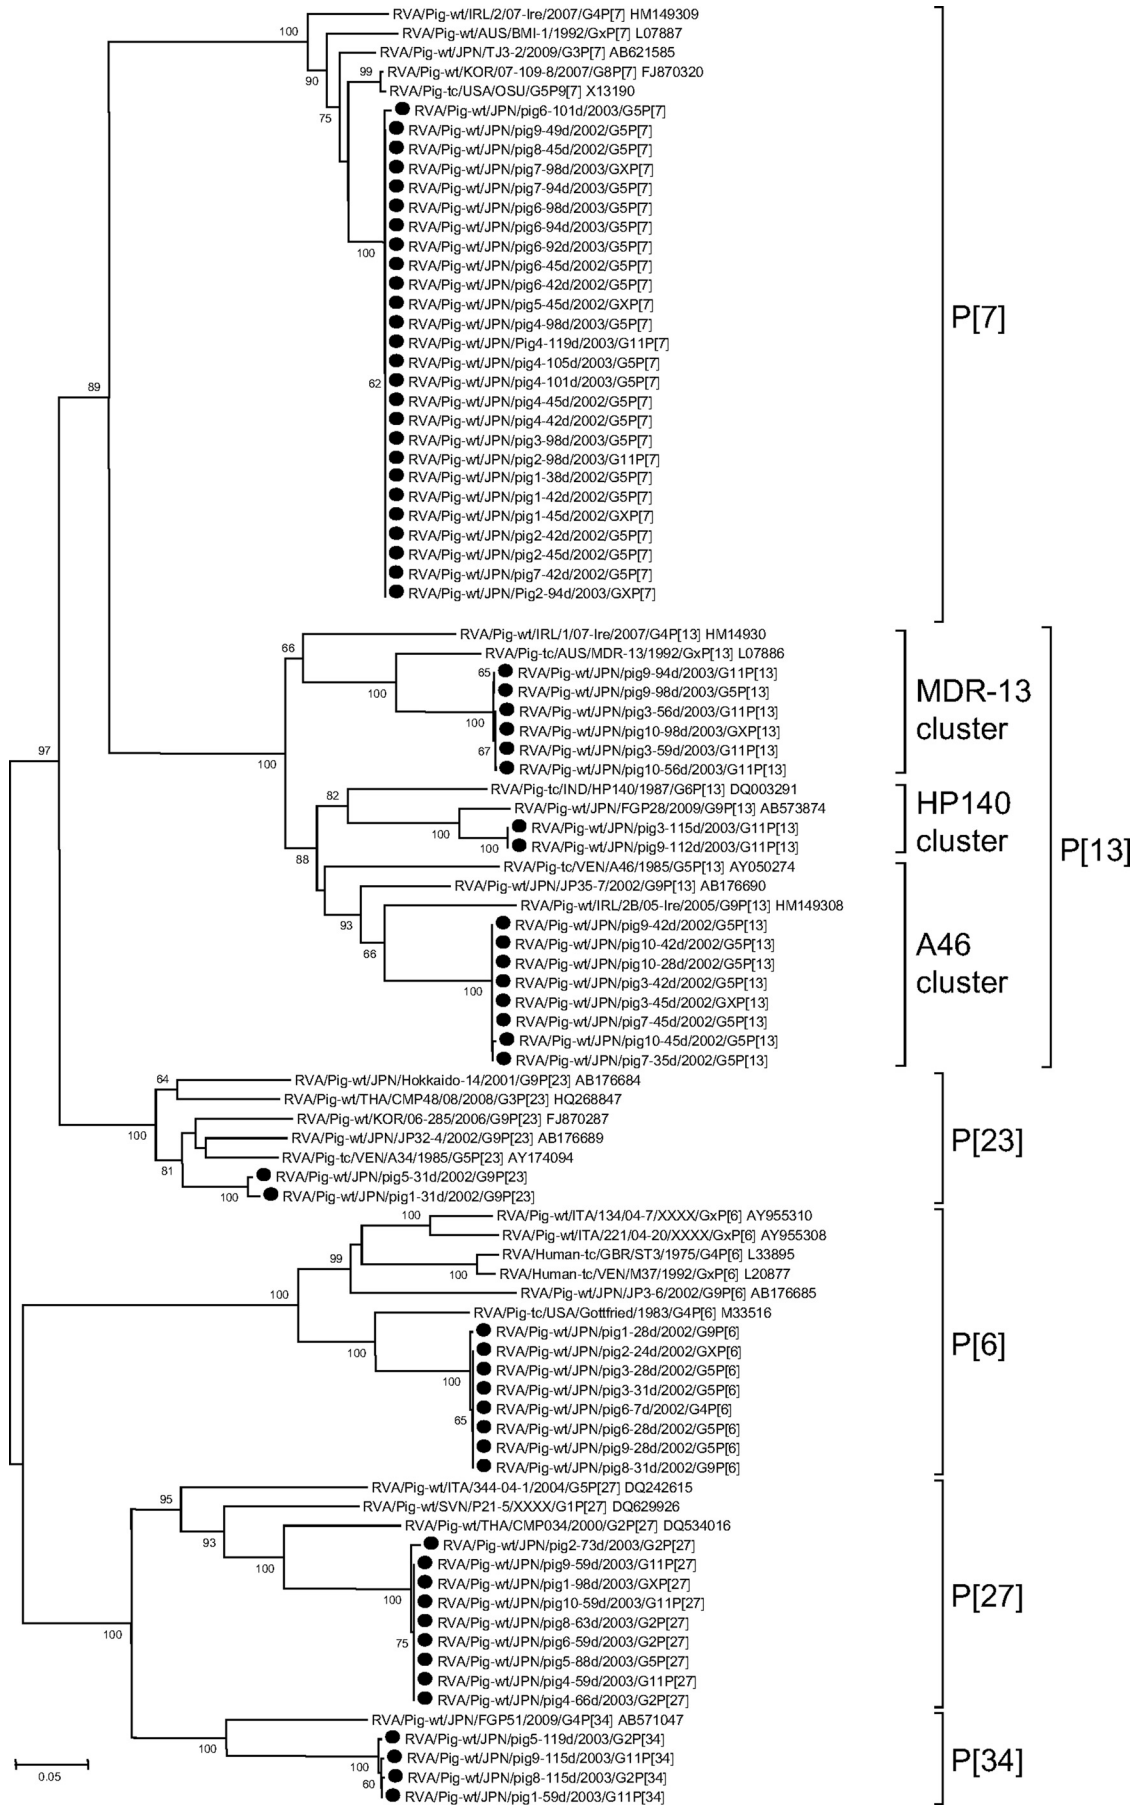 RVA/Pig-wt/IRL/2/07-Ire/2007/G4P[7] HM149309
100
RVA/Pig-wt/AUS/BMI-1/1992/GxP[7] L07887
RVA/Pig-wt/JPN/TJ3-2/2009/G3P[7] AB621585
90
99
RVA/Pig-wt/KOR/07-109-8/2007/G8P[7] FJ870320
RVA/Pig-tc/USA/OSU/G5P9[7] X13190
75
RVA/Pig-wt/JPN/pig6-101d/2003/G5P[7]
RVA/Pig-wt/JPN/pig9-49d/2002/G5P[7]
RVA/Pig-wt/JPN/pig8-45d/2002/G5P[7]
RVA/Pig-wt/JPN/pig7-98d/2003/GXP[7]
RVA/Pig-wt/JPN/pig7-94d/2003/G5P[7]
RVA/Pig-wt/JPN/pig6-98d/2003/G5P[7]
RVA/Pig-wt/JPN/pig6-94d/2003/G5P[7]
RVA/Pig-wt/JPN/pig6-92d/2003/G5P[7]
100
RVA/Pig-wt/JPN/pig6-45d/2002/G5P[7]
RVA/Pig-wt/JPN/pig6-42d/2002/G5P[7]
RVA/Pig-wt/JPN/pig5-45d/2002/GXP[7]
RVA/Pig-wt/JPN/pig4-98d/2003/G5P[7]
P[7]
RVA/Pig-wt/JPN/Pig4-119d/2003/G11P[7]
RVA/Pig-wt/JPN/pig4-105d/2003/G5P[7]
RVA/Pig-wt/JPN/pig4-101d/2003/G5P[7]
62
89
RVA/Pig-wt/JPN/pig4-45d/2002/G5P[7]
RVA/Pig-wt/JPN/pig4-42d/2002/G5P[7]
RVA/Pig-wt/JPN/pig3-98d/2003/G5P[7]
RVA/Pig-wt/JPN/pig2-98d/2003/G11P[7]
RVA/Pig-wt/JPN/pig1-38d/2002/G5P[7]
RVA/Pig-wt/JPN/pig1-42d/2002/G5P[7]
RVA/Pig-wt/JPN/pig1-45d/2002/GXP[7]
RVA/Pig-wt/JPN/pig2-42d/2002/G5P[7]
RVA/Pig-wt/JPN/pig2-45d/2002/G5P[7]
RVA/Pig-wt/JPN/pig7-42d/2002/G5P[7]
RVA/Pig-wt/JPN/Pig2-94d/2003/GXP[7]
RVA/Pig-wt/IRL/1/07-Ire/2007/G4P[13] HM14930
66
RVA/Pig-tc/AUS/MDR-13/1992/GxP[13] L07886
65
RVA/Pig-wt/JPN/pig9-94d/2003/G11P[13]
100
RVA/Pig-wt/JPN/pig9-98d/2003/G5P[13]
MDR-13
cluster
RVA/Pig-wt/JPN/pig3-56d/2003/G11P[13]
100
RVA/Pig-wt/JPN/pig10-98d/2003/GXP[13]
67
RVA/Pig-wt/JPN/pig3-59d/2003/G11P[13]
97
100
RVA/Pig-wt/JPN/pig10-56d/2003/G11P[13]
RVA/Pig-tc/IND/HP140/1987/G6P[13] DQ003291
82
RVA/Pig-wt/JPN/FGP28/2009/G9P[13] AB573874
HP140
cluster
100
RVA/Pig-wt/JPN/pig3-115d/2003/G11P[13]
100
RVA/Pig-wt/JPN/pig9-112d/2003/G11P[13]
P[13]
88
RVA/Pig-tc/VEN/A46/1985/G5P[13] AY050274
RVA/Pig-wt/JPN/JP35-7/2002/G9P[13] AB176690
RVA/Pig-wt/IRL/2B/05-Ire/2005/G9P[13] HM149308
93
RVA/Pig-wt/JPN/pig9-42d/2002/G5P[13]
RVA/Pig-wt/JPN/pig10-42d/2002/G5P[13]
66
A46
cluster
RVA/Pig-wt/JPN/pig10-28d/2002/G5P[13]
RVA/Pig-wt/JPN/pig3-42d/2002/G5P[13]
100
RVA/Pig-wt/JPN/pig3-45d/2002/GXP[13]
RVA/Pig-wt/JPN/pig7-45d/2002/G5P[13]
RVA/Pig-wt/JPN/pig10-45d/2002/G5P[13]
RVA/Pig-wt/JPN/pig7-35d/2002/G5P[13]
64
RVA/Pig-wt/JPN/Hokkaido-14/2001/G9P[23] AB176684
RVA/Pig-wt/THA/CMP48/08/2008/G3P[23] HQ268847
RVA/Pig-wt/KOR/06-285/2006/G9P[23] FJ870287
100
RVA/Pig-wt/JPN/JP32-4/2002/G9P[23] AB176689
P[23]
RVA/Pig-tc/VEN/A34/1985/G5P[23] AY174094
81
RVA/Pig-wt/JPN/pig5-31d/2002/G9P[23]
100
RVA/Pig-wt/JPN/pig1-31d/2002/G9P[23]
100
RVA/Pig-wt/ITA/134/04-7/XXXX/GxP[6] AY955310
RVA/Pig-wt/ITA/221/04-20/XXXX/GxP[6] AY955308
99
RVA/Human-tc/GBR/ST3/1975/G4P[6] L33895
100
RVA/Human-tc/VEN/M37/1992/GxP[6] L20877
100
RVA/Pig-wt/JPN/JP3-6/2002/G9P[6] AB176685
RVA/Pig-tc/USA/Gottfried/1983/G4P[6] M33516
RVA/Pig-wt/JPN/pig1-28d/2002/G9P[6]
P[6]
100
RVA/Pig-wt/JPN/pig2-24d/2002/GXP[6]
RVA/Pig-wt/JPN/pig3-28d/2002/G5P[6]
100
RVA/Pig-wt/JPN/pig3-31d/2002/G5P[6]
RVA/Pig-wt/JPN/pig6-7d/2002/G4P[6]
65
RVA/Pig-wt/JPN/pig6-28d/2002/G5P[6]
RVA/Pig-wt/JPN/pig9-28d/2002/G5P[6]
RVA/Pig-wt/JPN/pig8-31d/2002/G9P[6]
RVA/Pig-wt/ITA/344-04-1/2004/G5P[27] DQ242615
95
RVA/Pig-wt/SVN/P21-5/XXXX/G1P[27] DQ629926
RVA/Pig-wt/THA/CMP034/2000/G2P[27] DQ534016
93
RVA/Pig-wt/JPN/pig2-73d/2003/G2P[27]
RVA/Pig-wt/JPN/pig9-59d/2003/G11P[27]
100
RVA/Pig-wt/JPN/pig1-98d/2003/GXP[27]
P[27]
100
RVA/Pig-wt/JPN/pig10-59d/2003/G11P[27]
RVA/Pig-wt/JPN/pig8-63d/2003/G2P[27]
100
75
RVA/Pig-wt/JPN/pig6-59d/2003/G2P[27]
RVA/Pig-wt/JPN/pig5-88d/2003/G5P[27]
RVA/Pig-wt/JPN/pig4-59d/2003/G11P[27]
RVA/Pig-wt/JPN/pig4-66d/2003/G2P[27]
RVA/Pig-wt/JPN/FGP51/2009/G4P[34] AB571047
RVA/Pig-wt/JPN/pig5-119d/2003/G2P[34]
100
P[34]
RVA/Pig-wt/JPN/pig9-115d/2003/G11P[34]
100
RVA/Pig-wt/JPN/pig8-115d/2003/G2P[34]
60
RVA/Pig-wt/JPN/pig1-59d/2003/G11P[34]
0.05